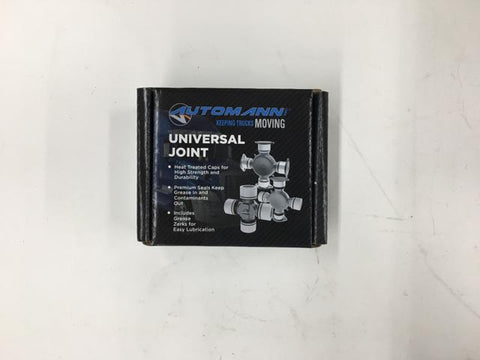 AUTOMANN
KEEPING TRUCKS MOVING
UNIVERSAL
JOINT
• Heat Treated Caps for
High Strength and
Durability
• Premium Seals Keep
Grease In and
Contaminants
Out
• Includes
Grease
Zerks for
Easy Lubrication